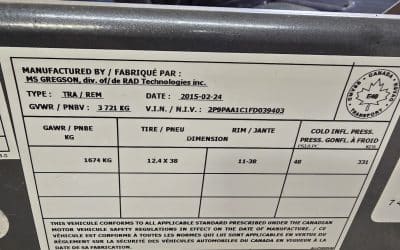 MANUFACTURED BY / FABRIQUÉ PAR :
MS GREGSON, div. of/de RAD Technologies inc.
TYPE : TRA / REM DATE : 2015-02-24
GVWR / PNBV : 3 721 KG V.I.N. / N.I.V. : 2P9PAA1C1FD039403
CANADA
TRANSPORT
GAWR / PNBE KG TIRE / PNEU DIMENSION RIM / JANTE COLD INFL. PRESS. PRESS. GONFL. À FROID
1674 KG 12.4 X 38 11-38 48 331
THIS VEHICLE CONFORMS TO ALL APPLICABLE STANDARD PRESCRIBED UNDER THE CANADIAN
MOTOR VEHICULE SAFETY REGULATIONS IN EFFECT ON THE DATE OF MANUFACTURE. / CE
VÉHICULE EST CONFORME À TOUTES LES NORMES QUI LUI SONT APPLICABLES EN VERTUE DU
RÈGLEMENT SUR LA SÉCURITÉ DES VÉHICULES AUTOMOBILES DU CANADA EN VIGUEUR À LA
DATE DE SA FABRICATION.